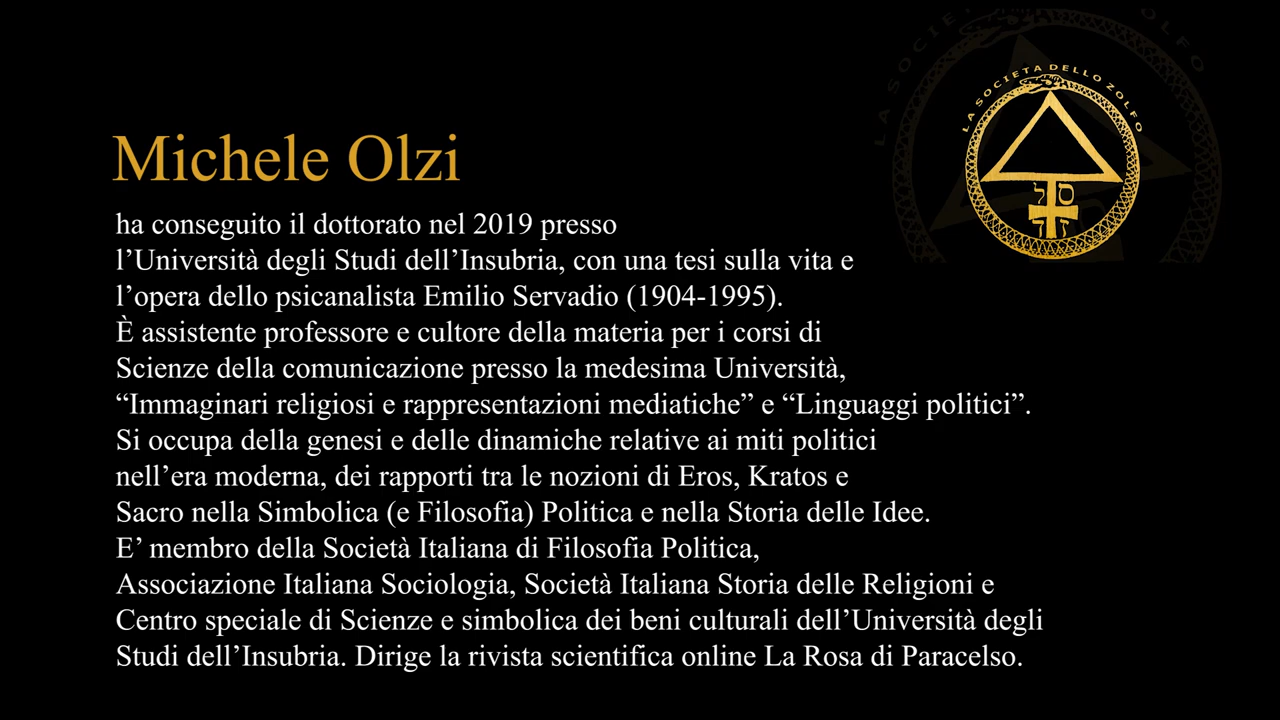 LA SOCIETA DELLO ZOLFO
Michele Olzi
ha conseguito il dottorato nel 2019 presso
l’Università degli Studi dell’Insubria, con una tesi sulla vita e
l’opera dello psicanalista Emilio Servadio (1904-1995).
È assistente professore e cultore della materia per i corsi di
Scienze della comunicazione presso la medesima Università,
“Immaginari religiosi e rappresentazioni mediatiche” e “Linguaggi politici”.
Si occupa della genesi e delle dinamiche relative ai miti politici
nell’era moderna, dei rapporti tra le nozioni di Eros, Kratos e
Sacro nella Simbolica (e Filosofia) Politica e nella Storia delle Idee.
E’ membro della Società Italiana di Filosofia Politica,
Associazione Italiana Sociologia, Società Italiana Storia delle Religioni e
Centro speciale di Scienze e simbolica dei beni culturali dell’Università degli
Studi dell’Insubria. Dirige la rivista scientifica online La Rosa di Paracelso.